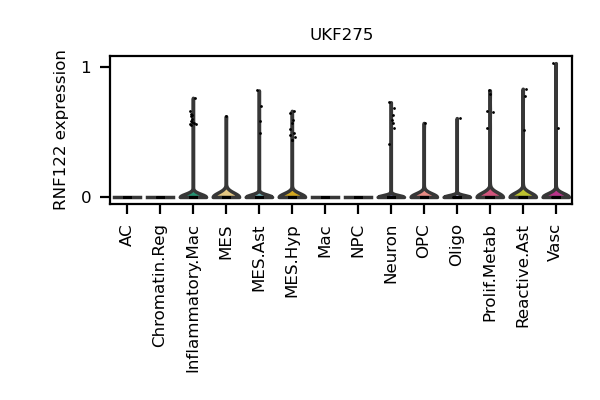 UKF275
RNF122 expression
1
0
AC
Chromatin.Reg
Inflammatory.Mac
MES
MES.Ast
MES.Hyp
Mac
NPC
Neuron
OPC
Oligo
Prolif.Metab
Reactive.Ast
Vasc